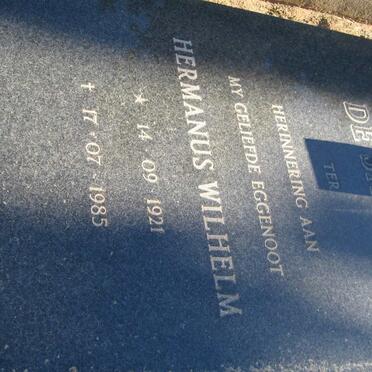 DE
TER
HERINNERING AAN
MY GELIEFDE EGGENOOT
HERMANUS WILHELM
★ 14 · 09 · 1921
✝ 17 · 07 · 1985